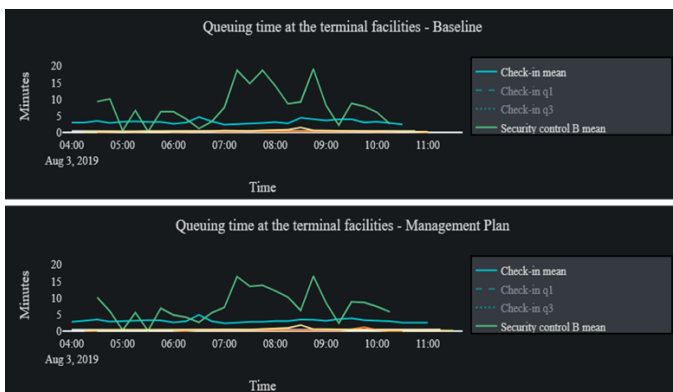 Queuing time at the terminal facilities - Baseline
Minutes
20
15
10
5
0
04:00 05:00 06:00 07:00 08:00 09:00 10:00 11:00
Aug 3, 2019
Time
Check-in mean
Check-in q1
Check-in q3
Security control B mean
Queuing time at the terminal facilities - Management Plan
Minutes
20
15
10
5
0
04:00 05:00 06:00 07:00 08:00 09:00 10:00 11:00
Aug 3, 2019
Time
Check-in mean
Check-in q1
Check-in q3
Security control B mean